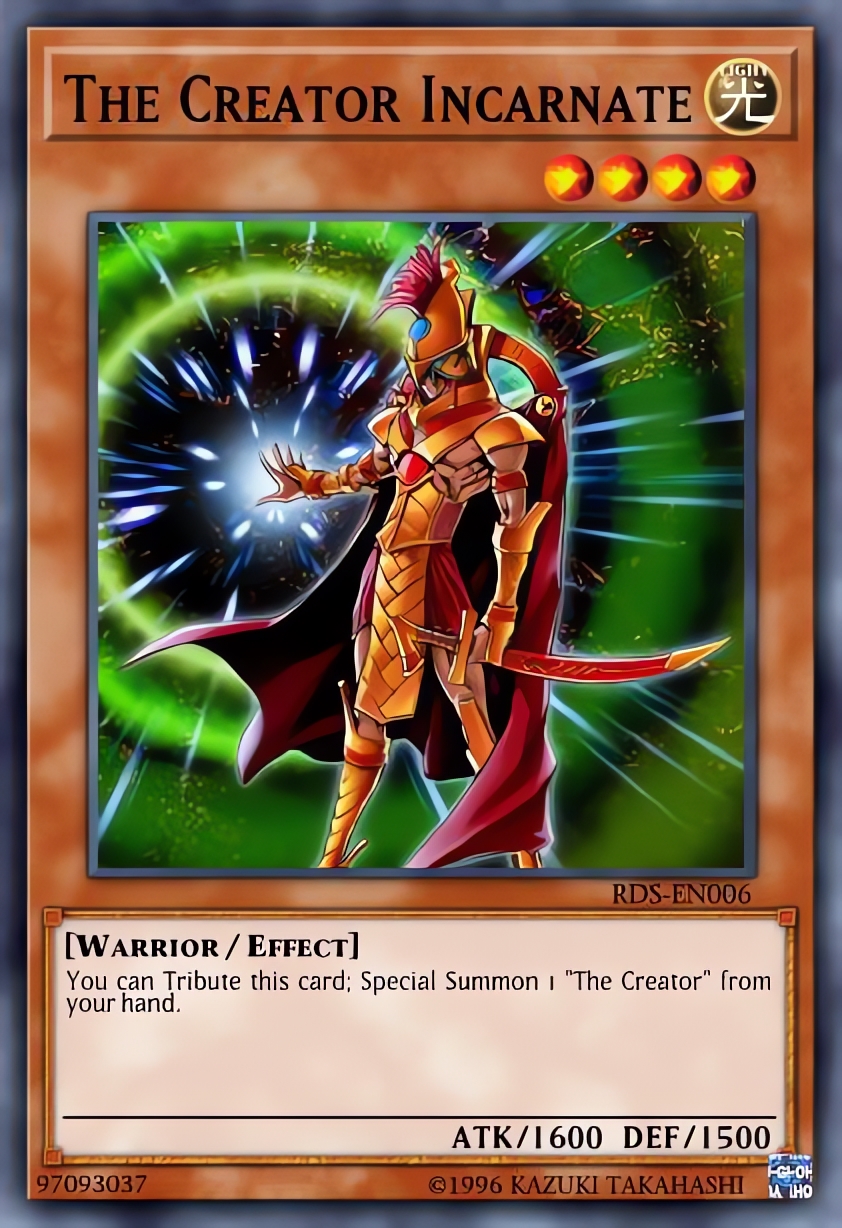 THE CREATOR INCARNATE
LIGHT
光
RDS-EN006
[WARRIOR / EFFECT]
You can Tribute this card; Special Summon 1 "The Creator" from
your hand.
ATK/1600 DEF/1500
97093037
©1996 KAZUKI TAKAHASHI